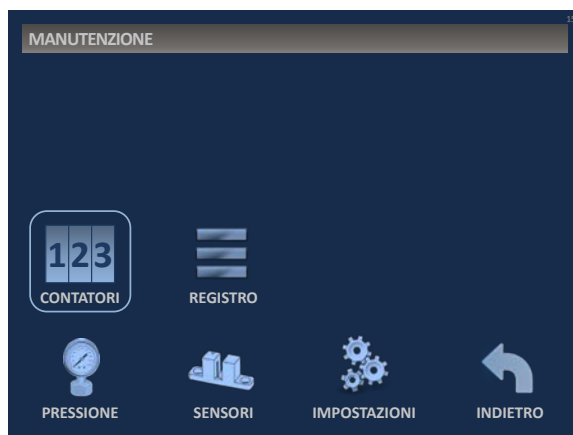 MANUTENZIONE
123
CONTATORI
REGISTRO
PRESSIONE
SENSORI
IMPOSTAZIONI
INDIETRO